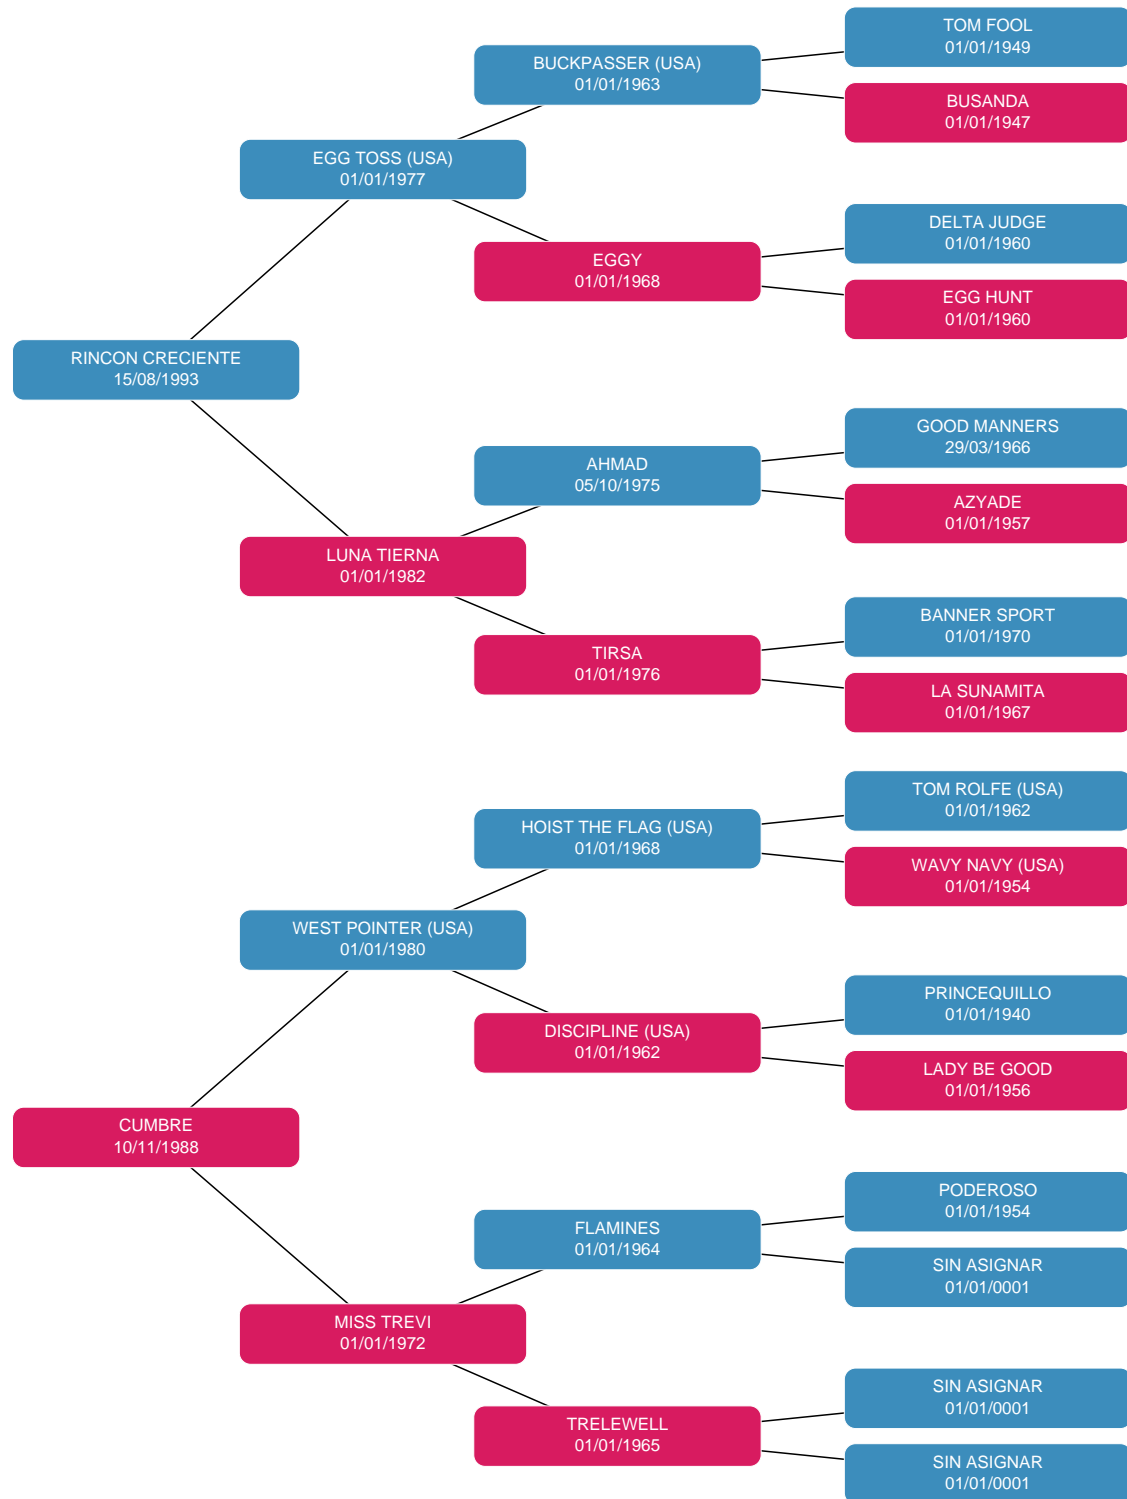 TOM FOOL
01/01/1949
BUCKPASSER (USA)
01/01/1963
BUSANDA
01/01/1947
EGG TOSS (USA)
01/01/1977
DELTA JUDGE
01/01/1960
EGGY
01/01/1968
EGG HUNT
01/01/1960
RINCON CRECIENTE
15/08/1993
GOOD MANNERS
29/03/1966
AHMAD
05/10/1975
AZYADE
01/01/1957
LUNA TIERNA
01/01/1982
BANNER SPORT
01/01/1970
TIRSA
01/01/1976
LA SUNAMITA
01/01/1967
TOM ROLFE (USA)
01/01/1962
HOIST THE FLAG (USA)
01/01/1968
WAVY NAVY (USA)
01/01/1954
WEST POINTER (USA)
01/01/1980
PRINCEQUILLO
01/01/1940
DISCIPLINE (USA)
01/01/1962
LADY BE GOOD
01/01/1956
CUMBRE
10/11/1988
PODEROSO
01/01/1954
FLAMINES
01/01/1964
SIN ASIGNAR
01/01/0001
MISS TREVI
01/01/1972
SIN ASIGNAR
01/01/0001
TRELEWELL
01/01/1965
SIN ASIGNAR
01/01/0001